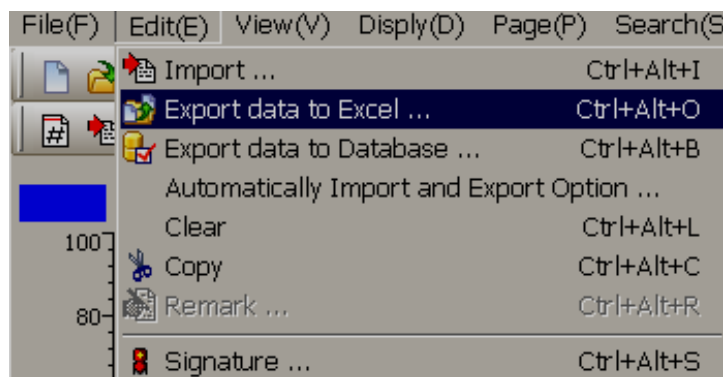 File(F) Edit(E) View(V) Disply(D) Page(P) Search(S
Import ... Ctrl+Alt+I
Export data to Excel ... Ctrl+Alt+O
Export data to Database ... Ctrl+Alt+B
Automatically Import and Export Option ...
Clear Ctrl+Alt+L
100
Copy Ctrl+Alt+C
Remark ... Ctrl+Alt+R
80
Signature ... Ctrl+Alt+S